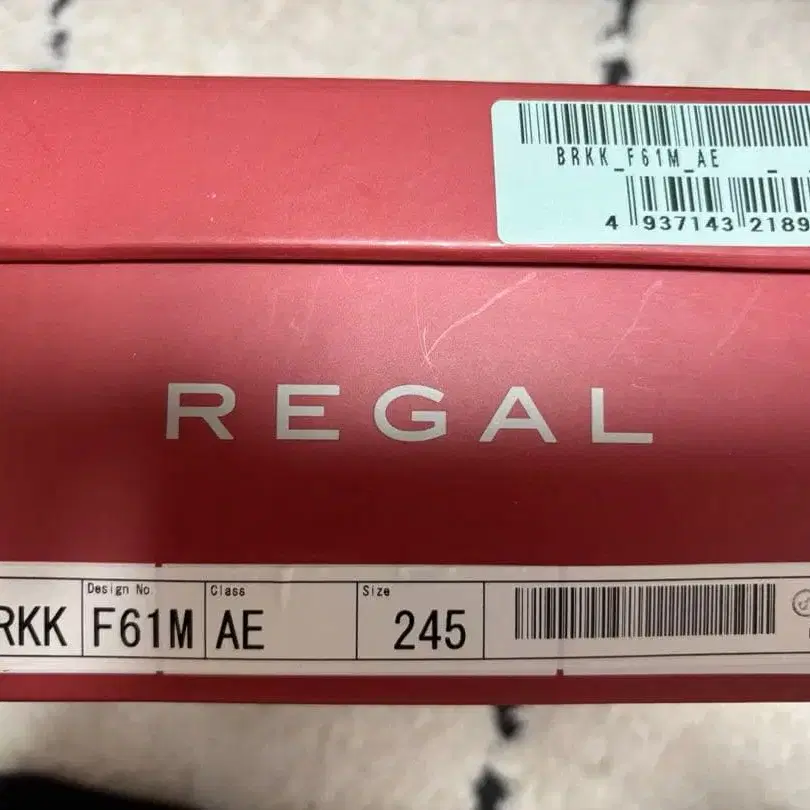 BRKK_F61M_AE _
4 937143 2189
REGAL
RKK
Design No
F61M
Class
AE
Size
245